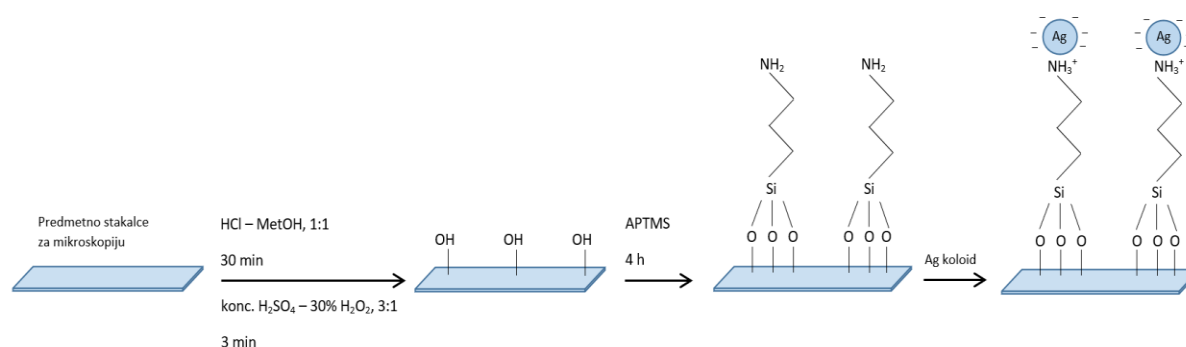 Predmetno stakalce
za mikroskopiju
HCl – MetOH, 1:1
30 min
konc. H₂SO₄ – 30% H₂O₂, 3:1
3 min
OH OH OH
APTMS
4 h
NH₂ NH₂
Si Si
O O O O O O
Ag koloid
Ag Ag
NH₃⁺ NH₃⁺
Si Si
O O O O O O